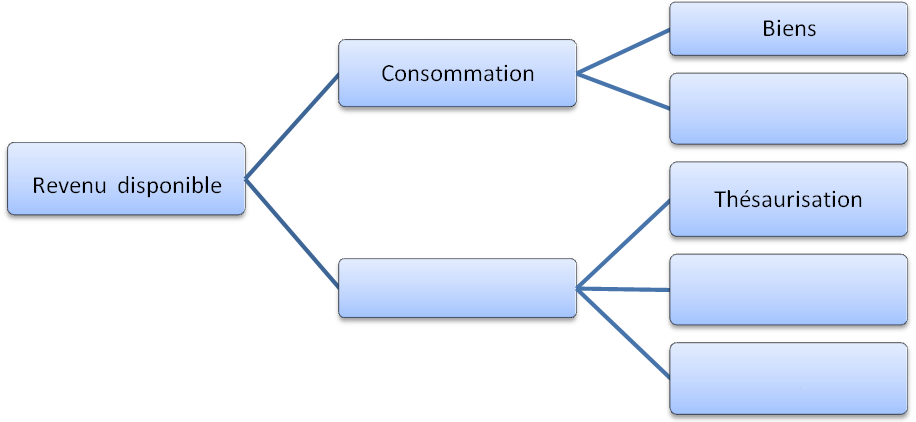 Biens
Consommation
Revenu disponible
Thésaurisation